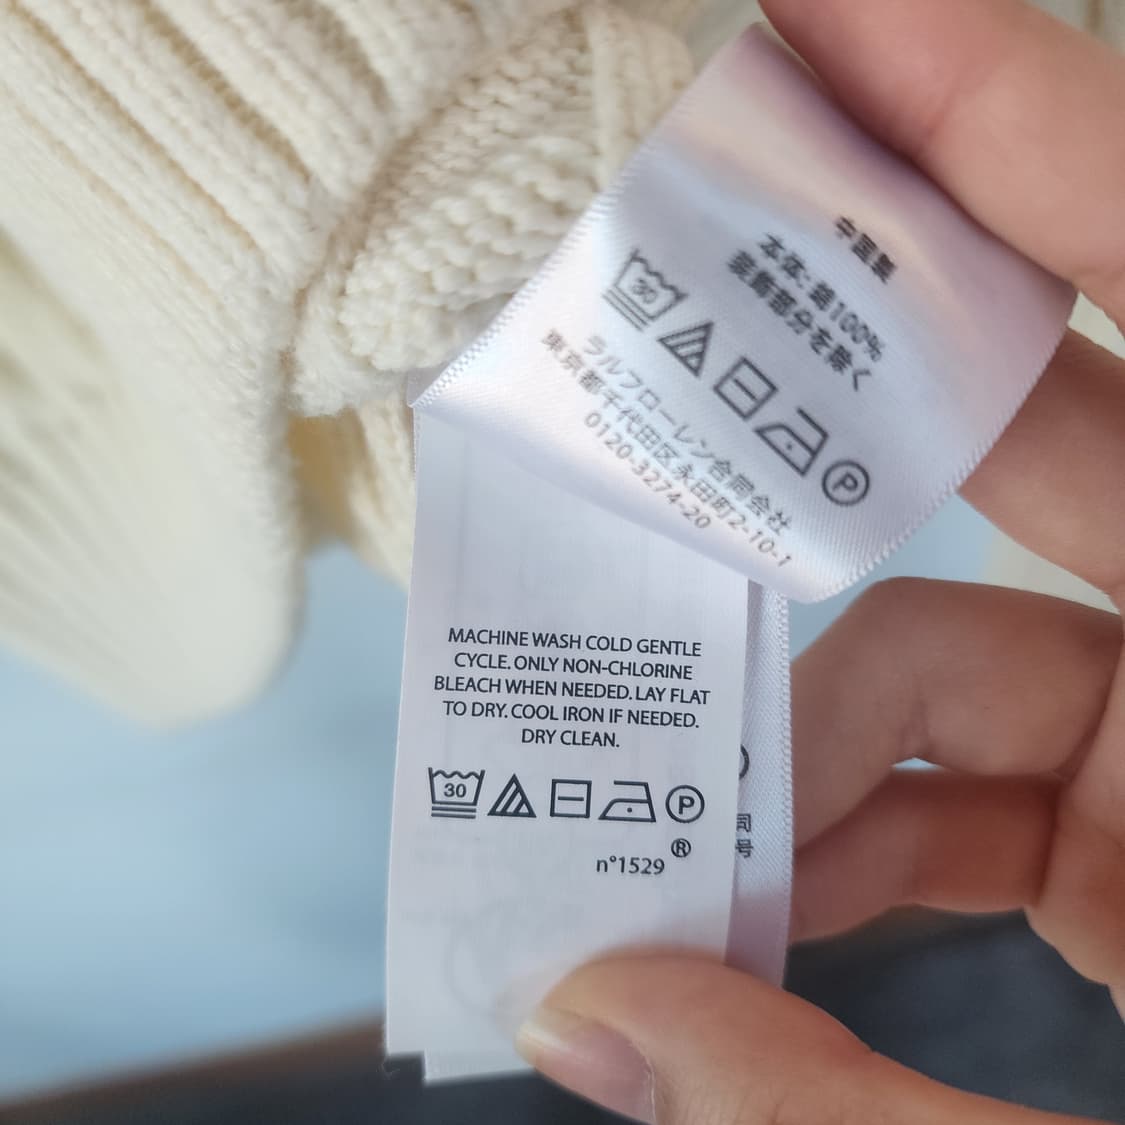 中国製
本体: 綿100%
装飾部分を除く
30
P
ラルフローレン合同会社
東京都千代田区永田町2-10-1
0120-3274-20
MACHINE WASH COLD GENTLE
CYCLE. ONLY NON-CHLORINE
BLEACH WHEN NEEDED. LAY FLAT
TO DRY. COOL IRON IF NEEDED.
DRY CLEAN.
30
P
®
n°1529
司
号